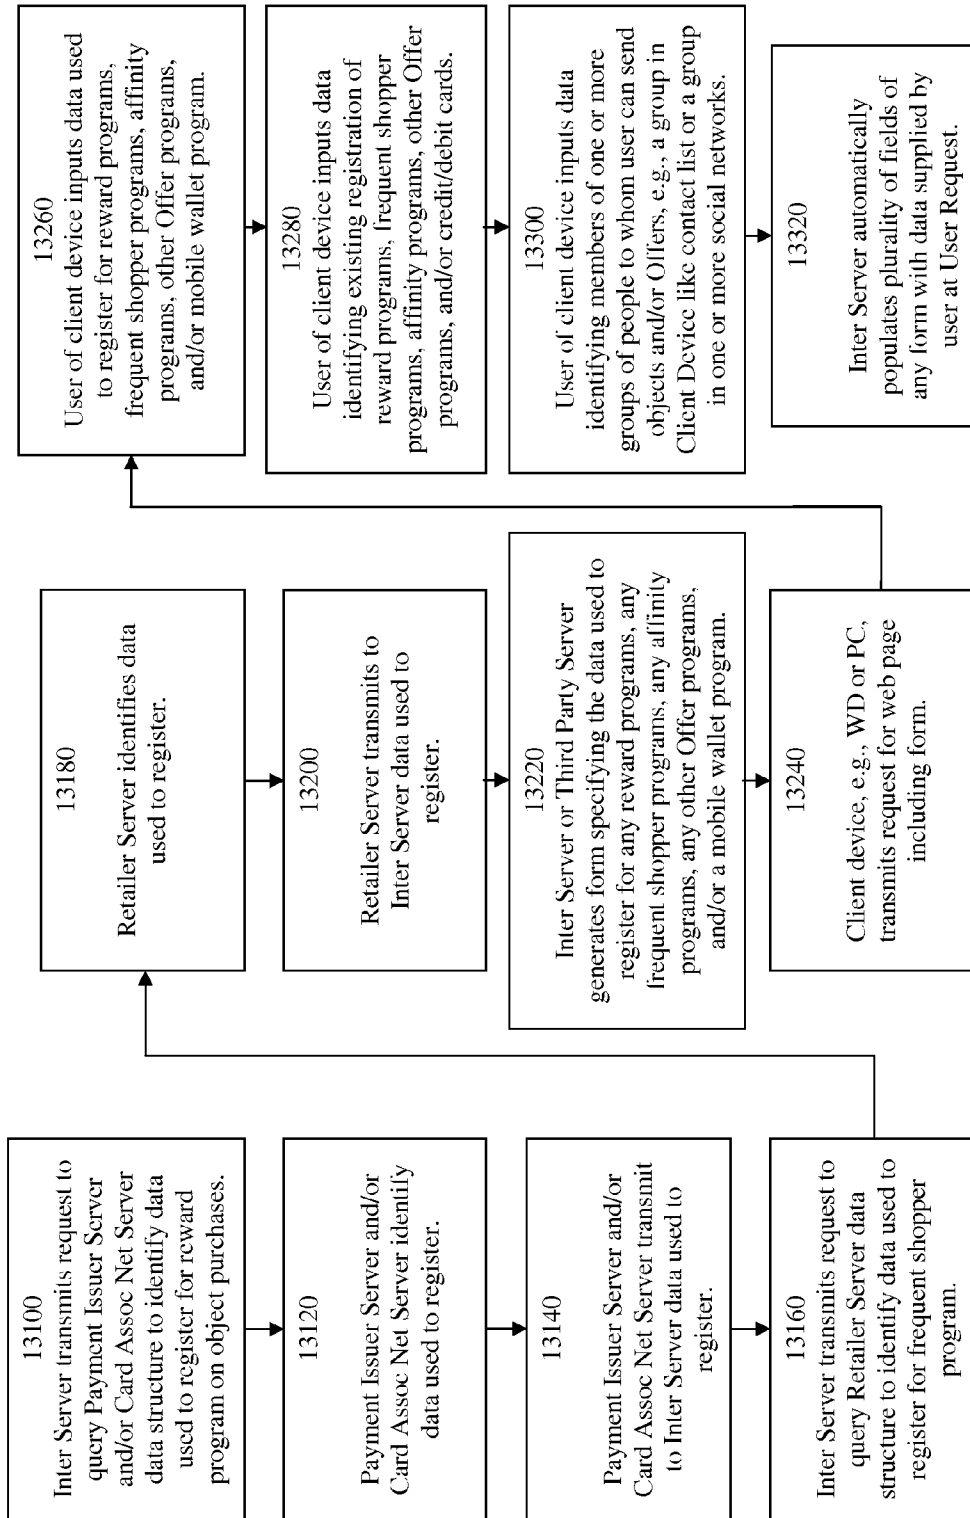 13100
Inter Server transmits request to
query Payment Issuer Server
and/or Card Assoc Net Server
data structure to identify data
used to register for reward
program on object purchases.
13120
Payment Issuer Server and/or
Card Assoc Net Server identify
data used to register.
13140
Payment Issuer Server and/or
Card Assoc Net Server transmit
to Inter Server data used to
register.
13160
Inter Server transmits request to
query Retailer Server data
structure to identify data used to
register for frequent shopper
program.
13180
Retailer Server identifies data
used to register.
13200
Retailer Server transmits to
Inter Server data used to
register.
13220
Inter Server or Third Party Server
generates form specifying the data used to
register for any reward programs, any
frequent shopper programs, any affinity
programs, any other Offer programs,
and/or a mobile wallet program.
13240
Client device, e.g., WD or PC,
transmits request for web page
including form.
13260
User of client device inputs data used
to register for reward programs,
frequent shopper programs, affinity
programs, other Offer programs,
and/or mobile wallet program.
13280
User of client device inputs data
identifying existing registration of
reward programs, frequent shopper
programs, affinity programs, other Offer
programs, and/or credit/debit cards.
13300
User of client device inputs data
identifying members of one or more
groups of people to whom user can send
objects and/or Offers, e.g., a group in
Client Device like contact list or a group
in one or more social networks.
13320
Inter Server automatically
populates plurality of fields of
any form with data supplied by
user at User Request.